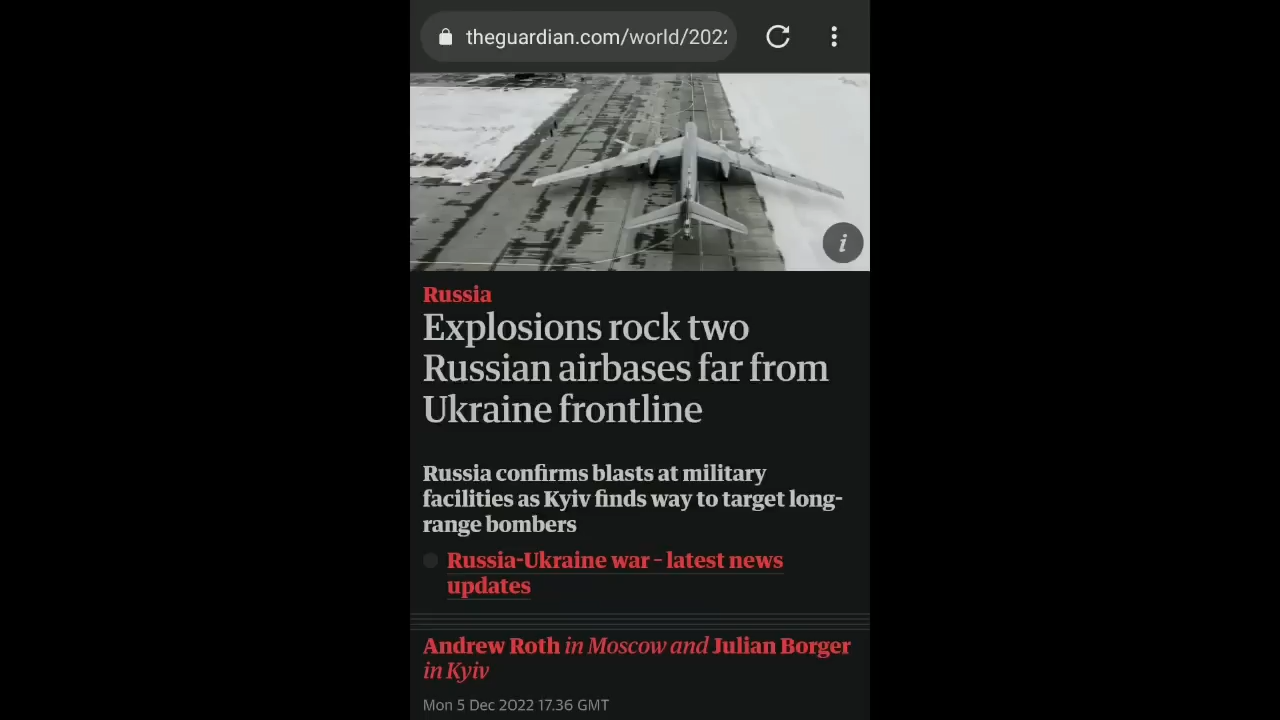 theguardian.com/world/2022
Russia
Explosions rock two
Russian airbases far from
Ukraine frontline
Russia confirms blasts at military
facilities as Kyiv finds way to target long-
range bombers
Russia-Ukraine war – latest news
updates
Andrew Roth in Moscow and Julian Borger
in Kyiv
Mon 5 Dec 2022 17.36 GMT